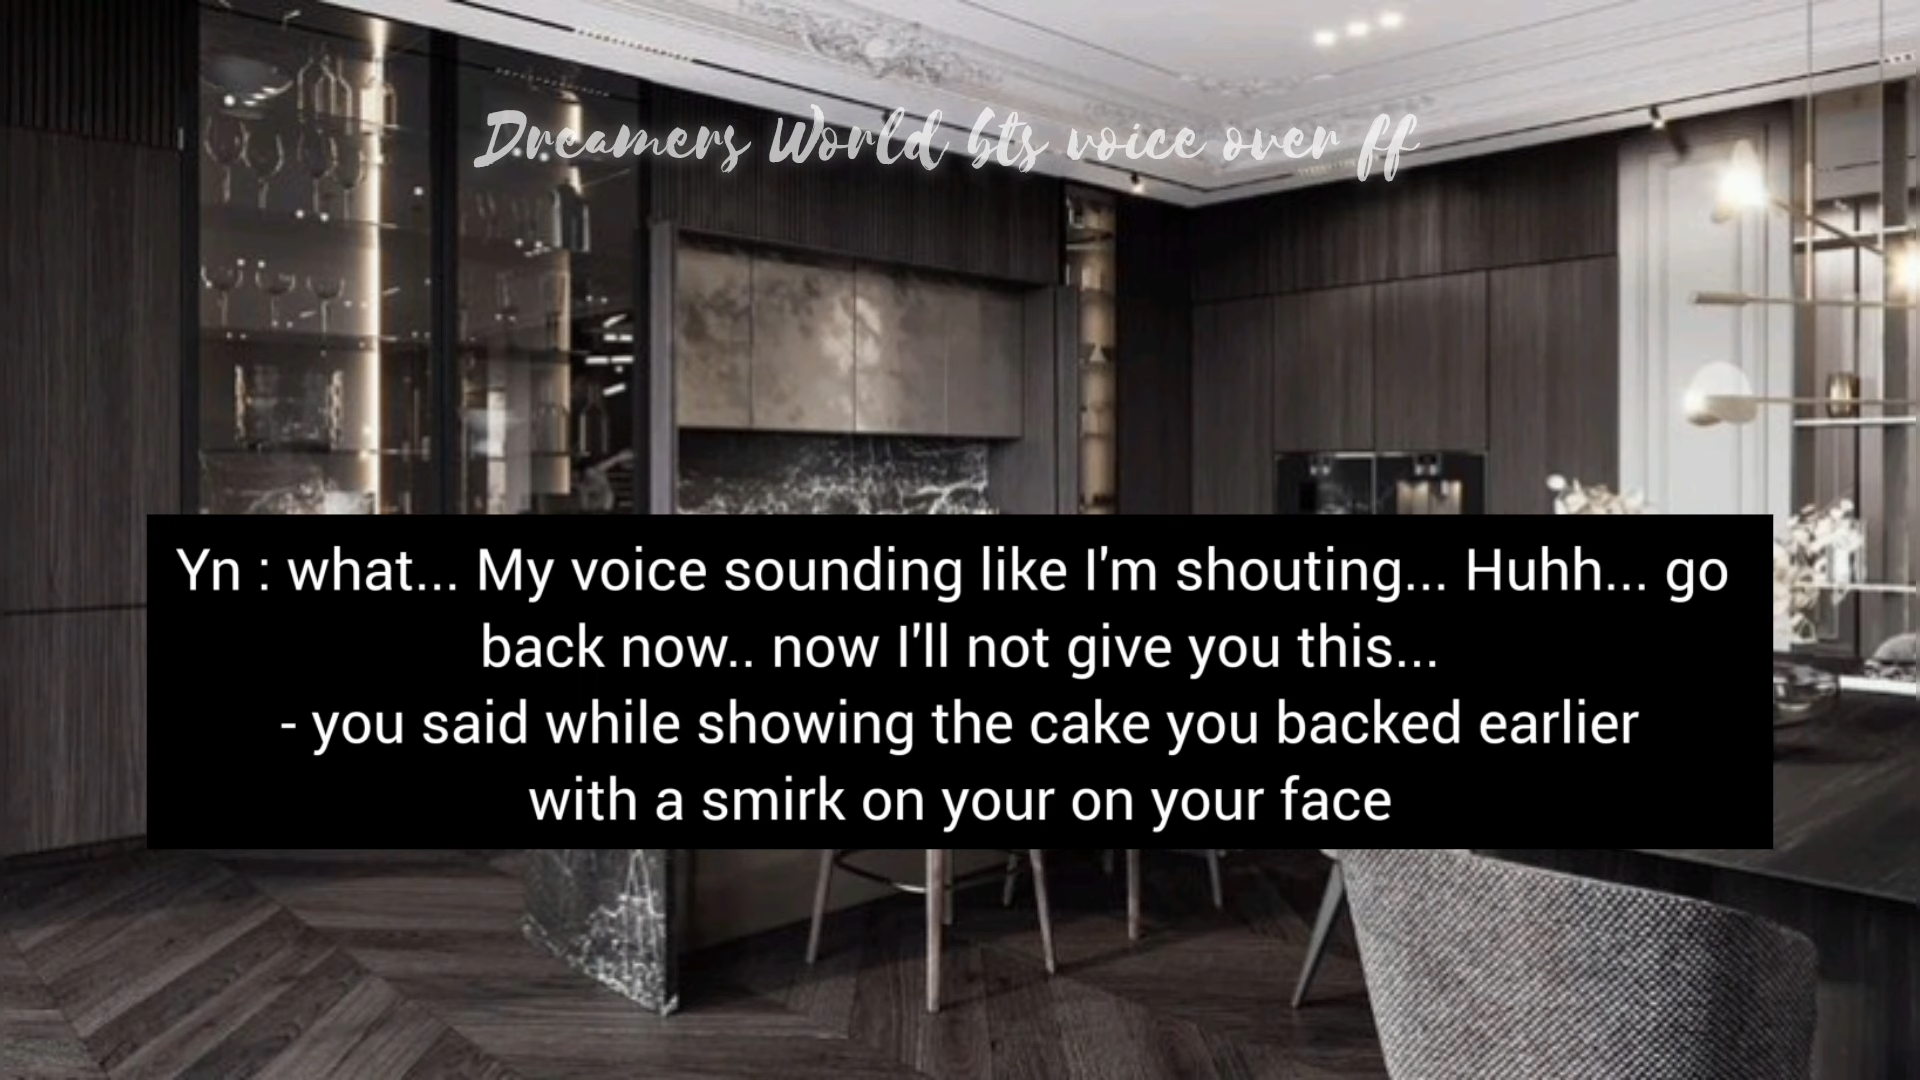 Dreamers World bts voice over ff
Yn : what... My voice sounding like I'm shouting... Huhh... go
back now.. now I'll not give you this...
- you said while showing the cake you backed earlier
with a smirk on your on your face